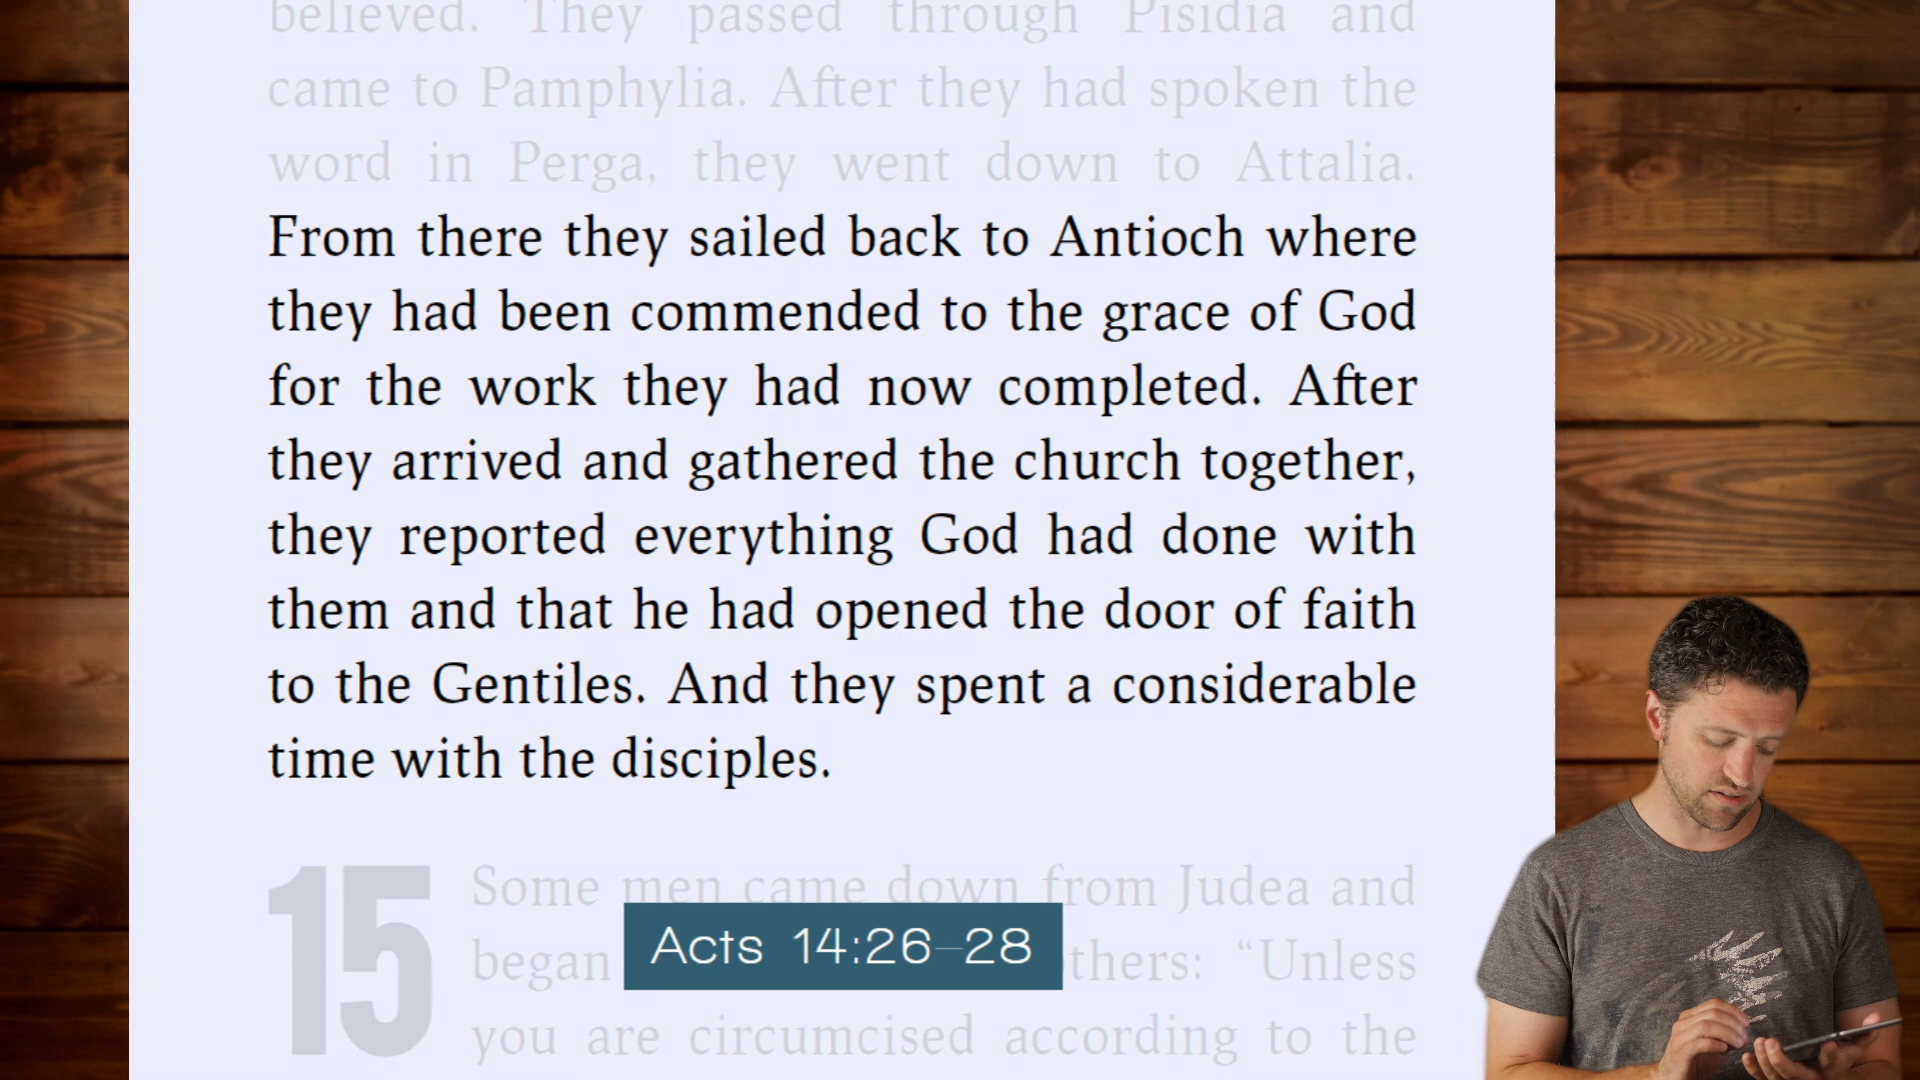 believed. They passed through Pisidia and
came to Pamphylia. After they had spoken the
word in Perga, they went down to Attalia.
From there they sailed back to Antioch where
they had been commended to the grace of God
for the work they had now completed. After
they arrived and gathered the church together,
they reported everything God had done with
them and that he had opened the door of faith
to the Gentiles. And they spent a considerable
time with the disciples.
15 Some men came down from Judea and
began thers: “Unless
you are circumcised according to the
Acts 14:26–28